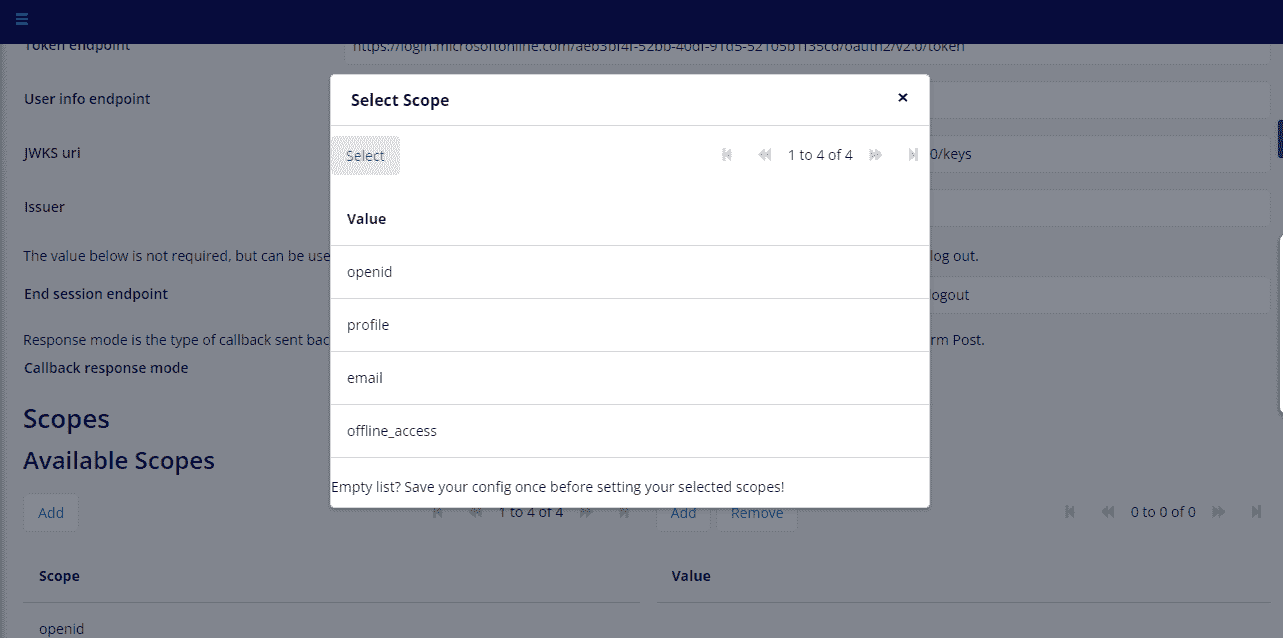 Token endpoint
https://login.microsoftonline.com/aeb3bf4f-52bb-40df-91d5-52105b1f35cd/oauth2/v2.0/token
User info endpoint
JWKS uri
0/keys
Issuer
The value below is not required, but can be use
log out.
End session endpoint
ogout
Response mode is the type of callback sent bac
rm Post.
Callback response mode
Select Scope
×
Select
1 to 4 of 4
Value
openid
profile
email
offline_access
Empty list? Save your config once before setting your selected scopes!
Scopes
Available Scopes
Add
1 to 4 of 4
Add
Remove
0 to 0 of 0
Scope
Value
openid